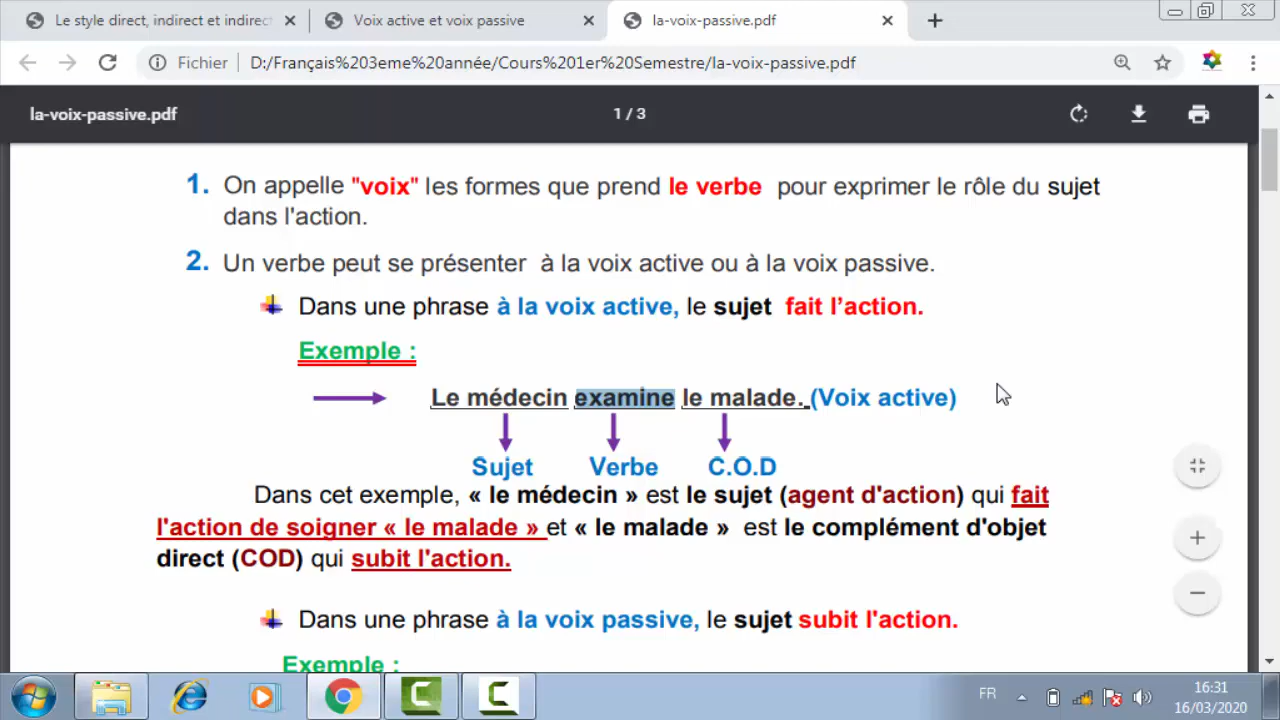 Le style direct, indirect et indirec
Voix active et voix passive
la-voix-passive.pdf
Fichier
D:/Français%203eme%20année/Cours%201er%20Semestre/la-voix-passive.pdf
la-voix-passive.pdf
1 / 3
1. On appelle "voix" les formes que prend le verbe pour exprimer le rôle du sujet
dans l'action.
2. Un verbe peut se présenter à la voix active ou à la voix passive.
Dans une phrase à la voix active, le sujet fait l’action.
Exemple :
Le médecin examine le malade. (Voix active)
Sujet Verbe C.O.D
Dans cet exemple, « le médecin » est le sujet (agent d'action) qui fait
l'action de soigner « le malade » et « le malade » est le complément d'objet
direct (COD) qui subit l'action.
Dans une phrase à la voix passive, le sujet subit l'action.
Exemple :
FR
16:31
16/03/2020